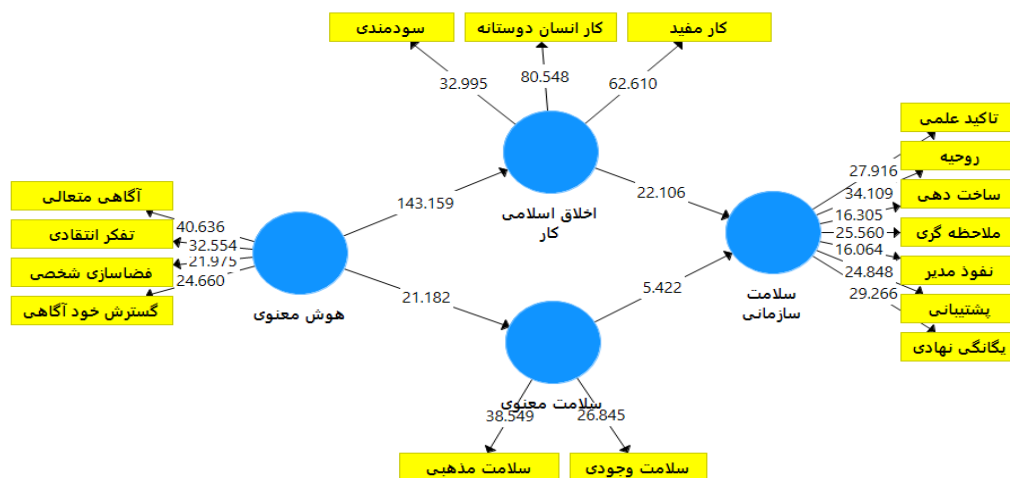 سودمندی
کار انسان دوستانه
کار مفید
32.995
80.548
62.610
اخلاق اسلامی
کار
تاکید علمی
روحیه
ساخت دهی
ملاحظه گری
نفوذ مدیر
پشتیبانی
یگانگی نهادی
27.916
34.109
16.305
25.560
16.064
24.848
29.266
سلامت
سازمانی
22.106
5.422
143.159
21.182
آگاهی متعالی
تفکر انتقادی
فضاسازی شخصی
گسترش خود آگاهی
40.636
32.554
21.975
24.660
هوش معنوی
سلامت معنوی
38.549
26.845
سلامت مذهبی
سلامت وجودی